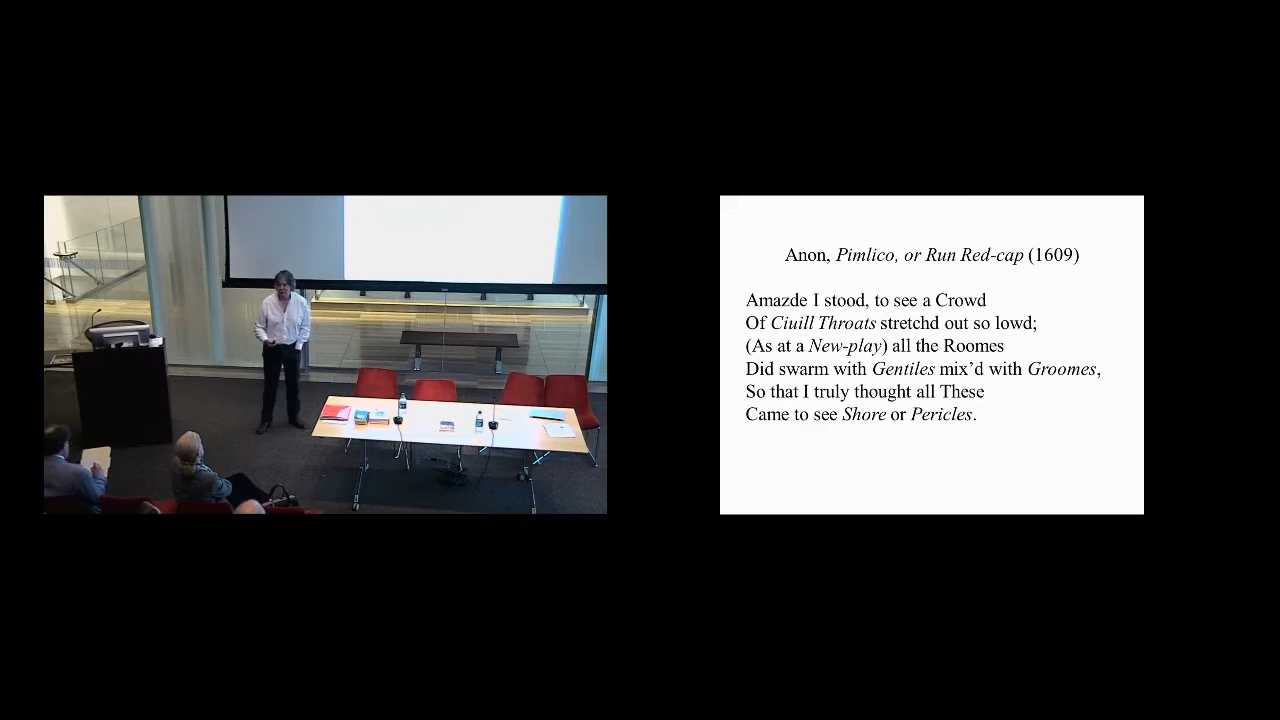 Anon, Pimlico, or Run Red-cap (1609)
Amazde I stood, to see a Crowd
Of Ciuill Throats stretchd out so lowd;
(As at a New-play) all the Roomes
Did swarm with Gentiles mix’d with Groomes,
So that I truly thought all These
Came to see Shore or Pericles.